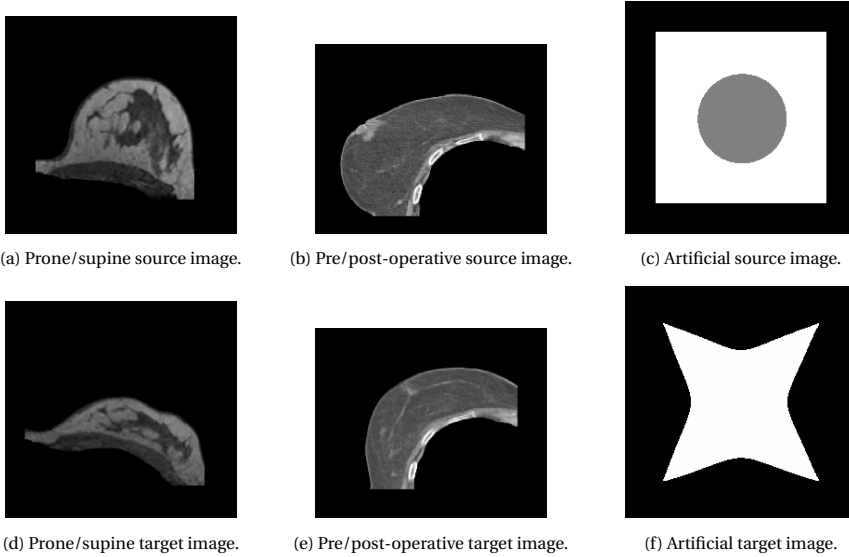 (a) Prone/supine source image.
(b) Pre/post-operative source image.
(c) Artificial source image.
(d) Prone/supine target image.
(e) Pre/post-operative target image.
(f) Artificial target image.